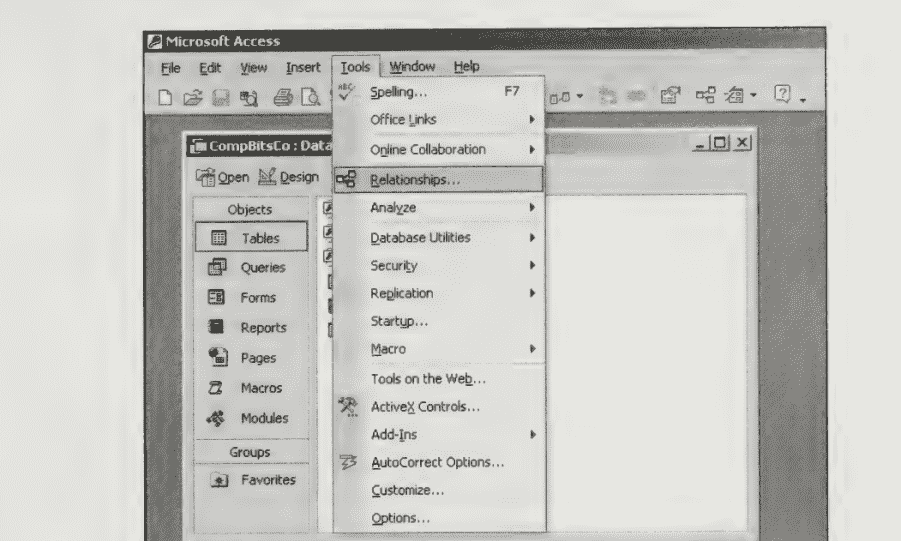 Microsoft Access
File Edit View Insert Tools Window Help
CompBitsCo : Data
Open Design
Objects
Tables
Queries
Forms
Reports
Pages
Macros
Modules
Groups
Favorites
Spelling... F7
Office Links
Online Collaboration
Relationships...
Analyze
Database Utilities
Security
Replication
Startup...
Macro
Tools on the Web...
ActiveX Controls...
Add-Ins
AutoCorrect Options...
Customize...
Options...